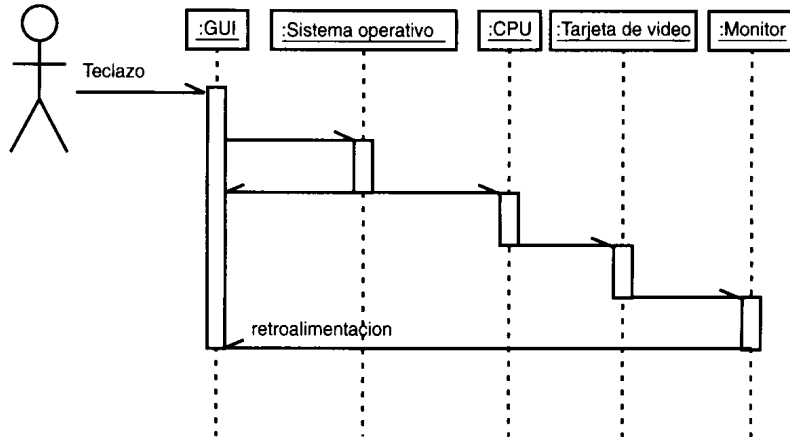 :GUI
:Sistema operativo
:CPU
:Tarjeta de video
:Monitor
Teclazo
retroalimentacion